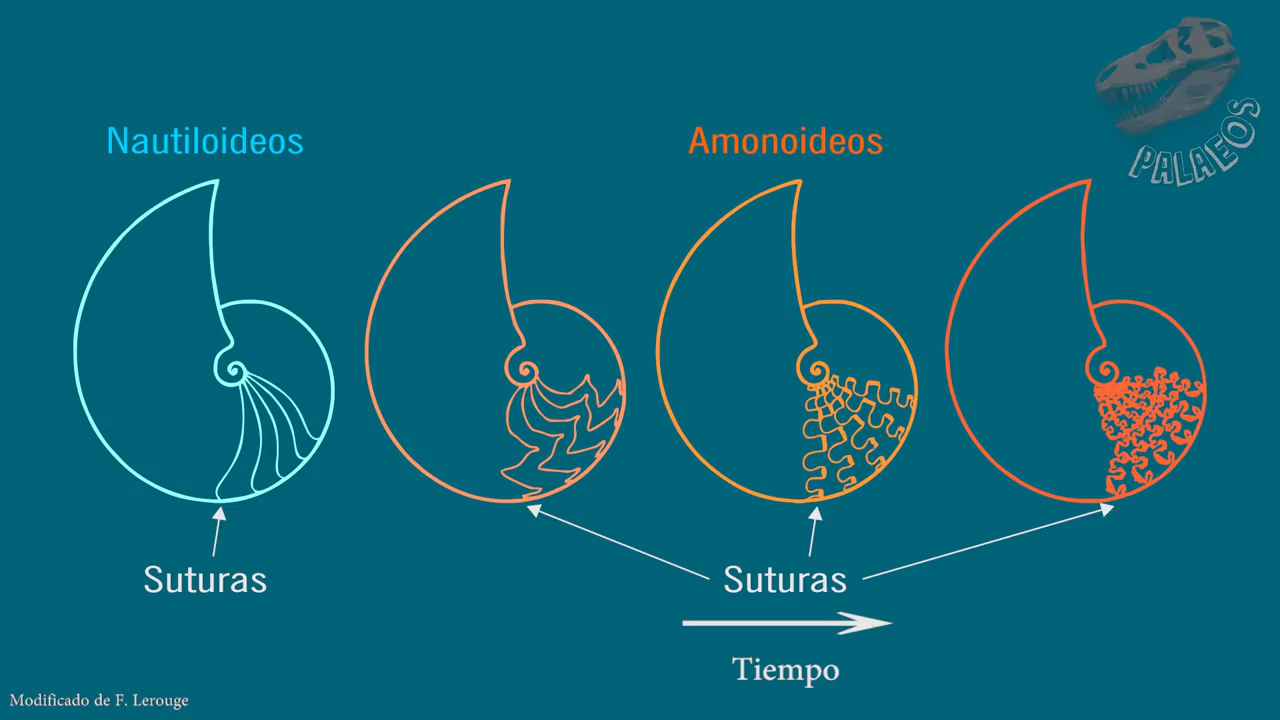 PALAEOS
Nautiloideos
Amonoideos
Suturas
Suturas
Tiempo
Modificado de F. Lerouge